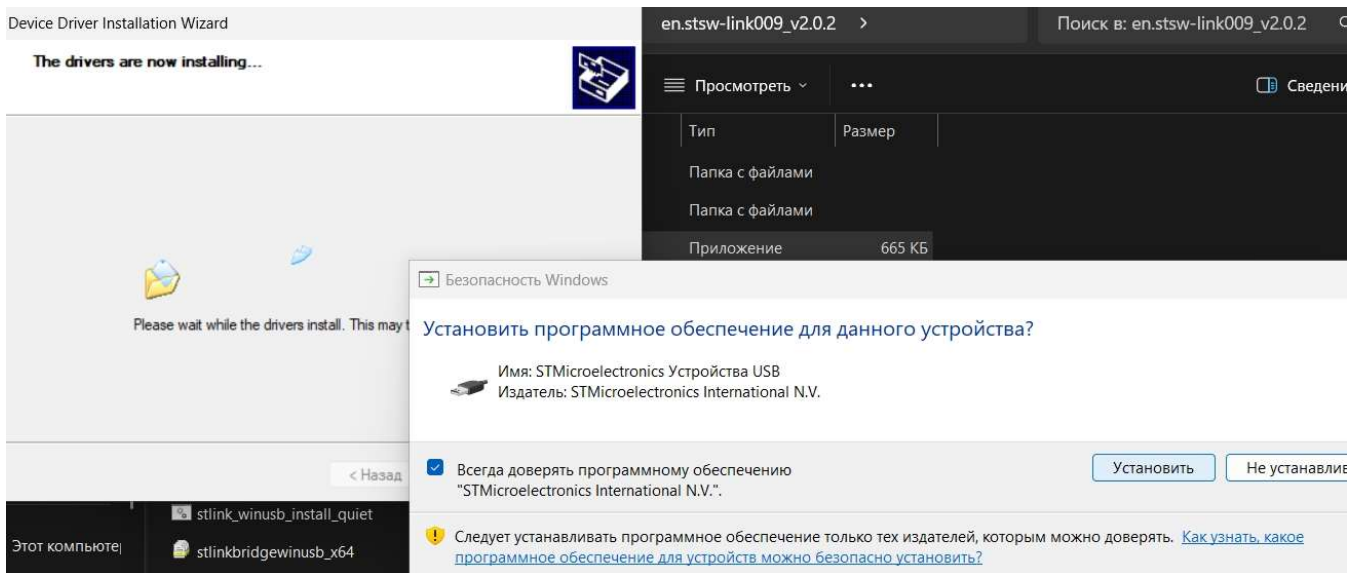 Device Driver Installation Wizard
The drivers are now installing...
Please wait while the drivers install. This may
< Назад
en.stsw-link009_v2.0.2 >
Поиск в: en.stsw-link009_v2.0.2
Просмотреть
Сведени
Тип Размер
Папка с файлами
Папка с файлами
Приложение 665 КБ
Безопасность Windows
Установить программное обеспечение для данного устройства?
Имя: STMicroelectronics Устройства USB
Издатель: STMicroelectronics International N.V.
Всегда доверять программному обеспечению
"STMicroelectronics International N.V.".
Установить
Не устанавлив
Следует устанавливать программное обеспечение только тех издателей, которым можно доверять. Как узнать, какое
программное обеспечение для устройств можно безопасно установить?
stlink_winusb_install_quiet
Этот компьюте
stlinkbridgewinusb_x64